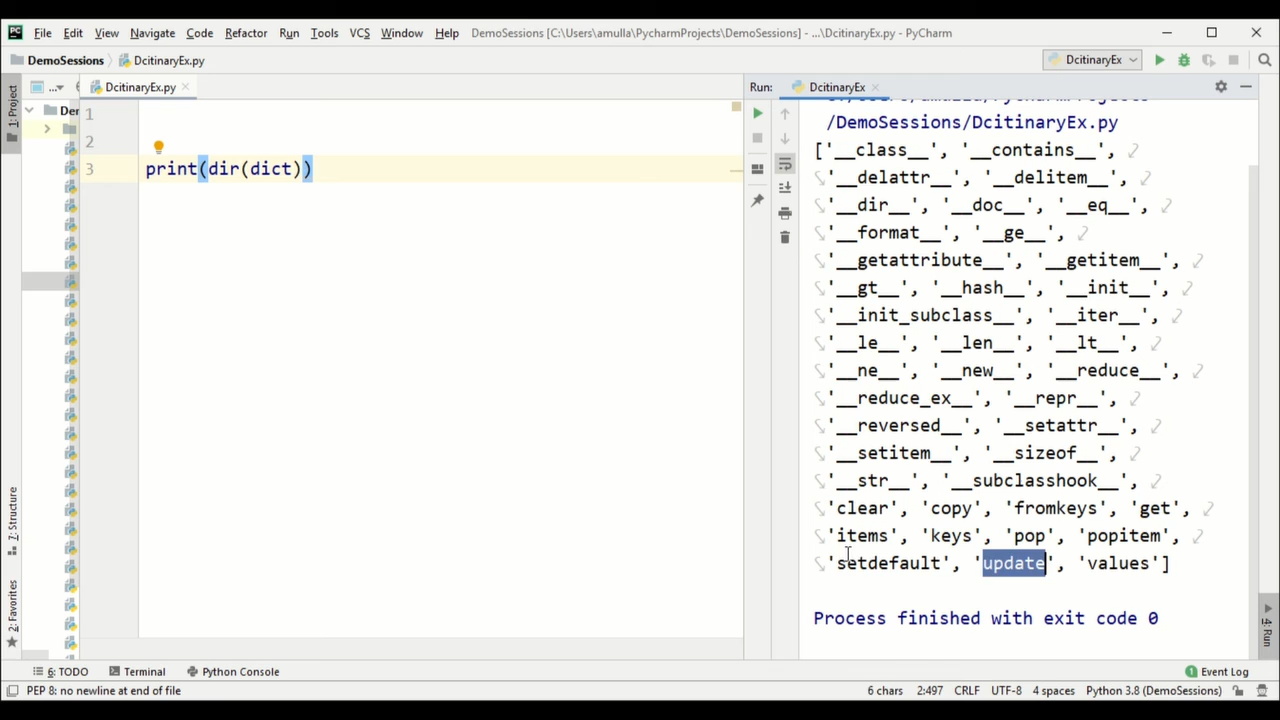 PC File Edit View Navigate Code Refactor Run Tools VCS Window Help DemoSessions [C:\Users\amulla\PycharmProjects\DemoSessions] - ...\DcitinaryEx.py - PyCharm
DemoSessions DcitinaryEx.py DcitinaryEx
1: Project
... DcitinaryEx.py
Run: DcitinaryEx
Der
1
2
3 print(dir(dict))
/DemoSessions/DcitinaryEx.py
['__class__', '__contains__',
'__delattr__', '__delitem__',
'__dir__', '__doc__', '__eq__',
'__format__', '__ge__',
'__getattribute__', '__getitem__',
'__gt__', '__hash__', '__init__',
'__init_subclass__', '__iter__',
'__le__', '__len__', '__lt__',
'__ne__', '__new__', '__reduce__',
'__reduce_ex__', '__repr__',
'__reversed__', '__setattr__',
'__setitem__', '__sizeof__',
'__str__', '__subclasshook__',
'clear', 'copy', 'fromkeys', 'get',
'items', 'keys', 'pop', 'popitem',
'setdefault', 'update', 'values']
Process finished with exit code 0
7: Structure
2: Favorites
4: Run
6: TODO Terminal Python Console 1 Event Log
PEP 8: no newline at end of file 6 chars 2:497 CRLF UTF-8 4 spaces Python 3.8 (DemoSessions)